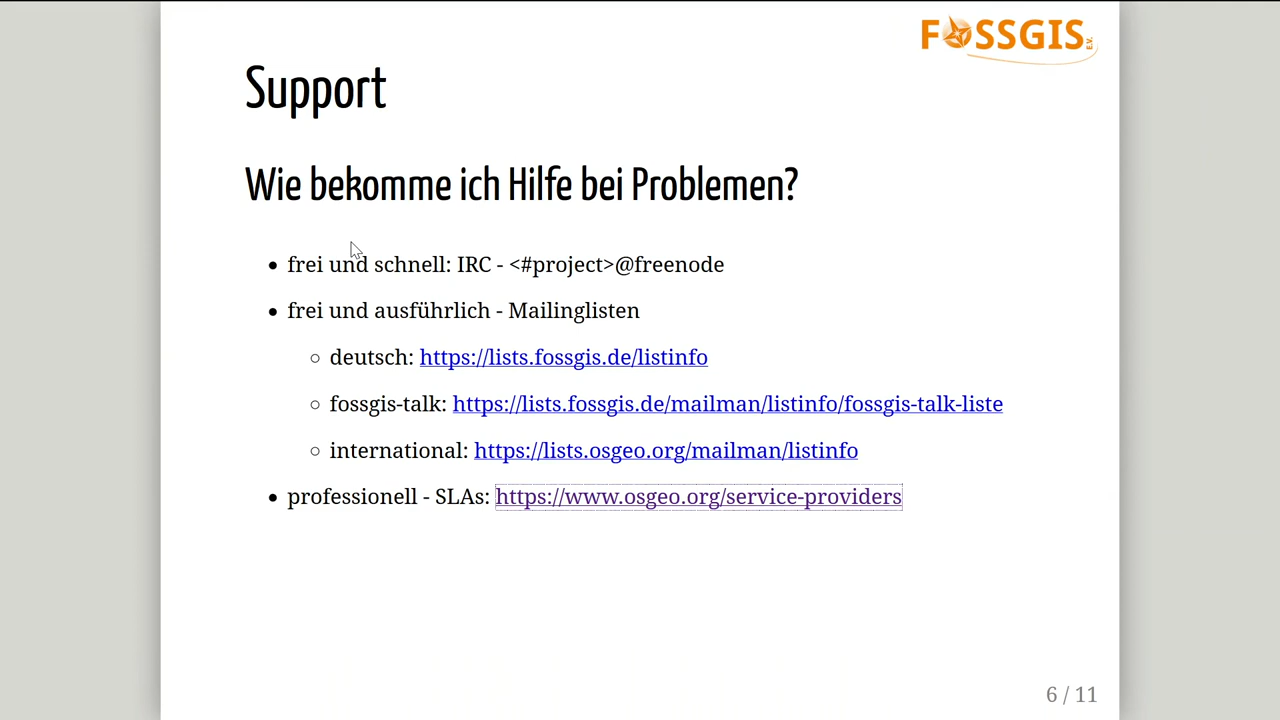 FOSSGIS E.V.
Support
Wie bekomme ich Hilfe bei Problemen?
frei und schnell: IRC - <#project>@freenode
frei und ausführlich - Mailinglisten
deutsch: https://lists.fossgis.de/listinfo
fossgis-talk: https://lists.fossgis.de/mailman/listinfo/fossgis-talk-liste
international: https://lists.osgeo.org/mailman/listinfo
professionell - SLAs: https://www.osgeo.org/service-providers
6 / 11